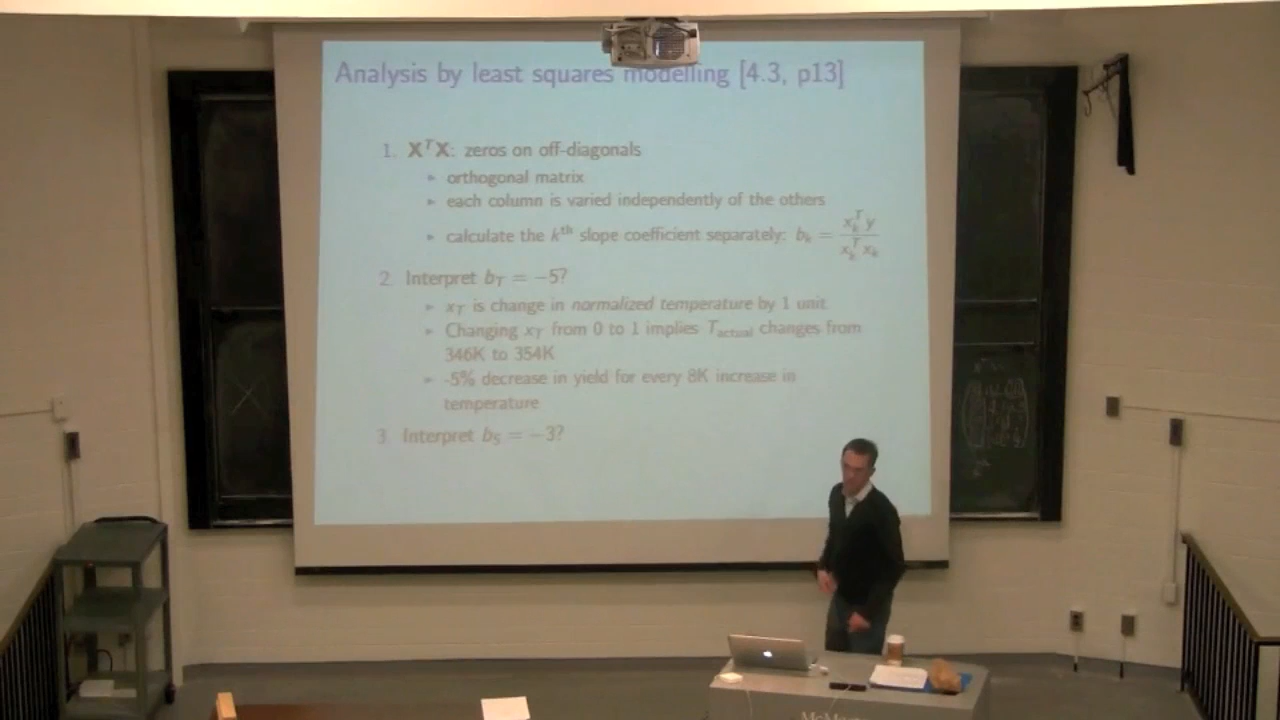 Analysis by least squares modelling [4.3, p13]
1. XᵀX: zeros on off-diagonals
▸ orthogonal matrix
▸ each column is varied independently of the others
▸ calculate the kᵗʰ slope coefficient separately: bₖ = xₖᵀy / xₖᵀxₖ
2. Interpret b_T = −5?
▸ x_T is change in normalized temperature by 1 unit
▸ Changing x_T from 0 to 1 implies T_actual changes from
346K to 354K
▸ -5% decrease in yield for every 8K increase in
temperature
3. Interpret b_S = −3?